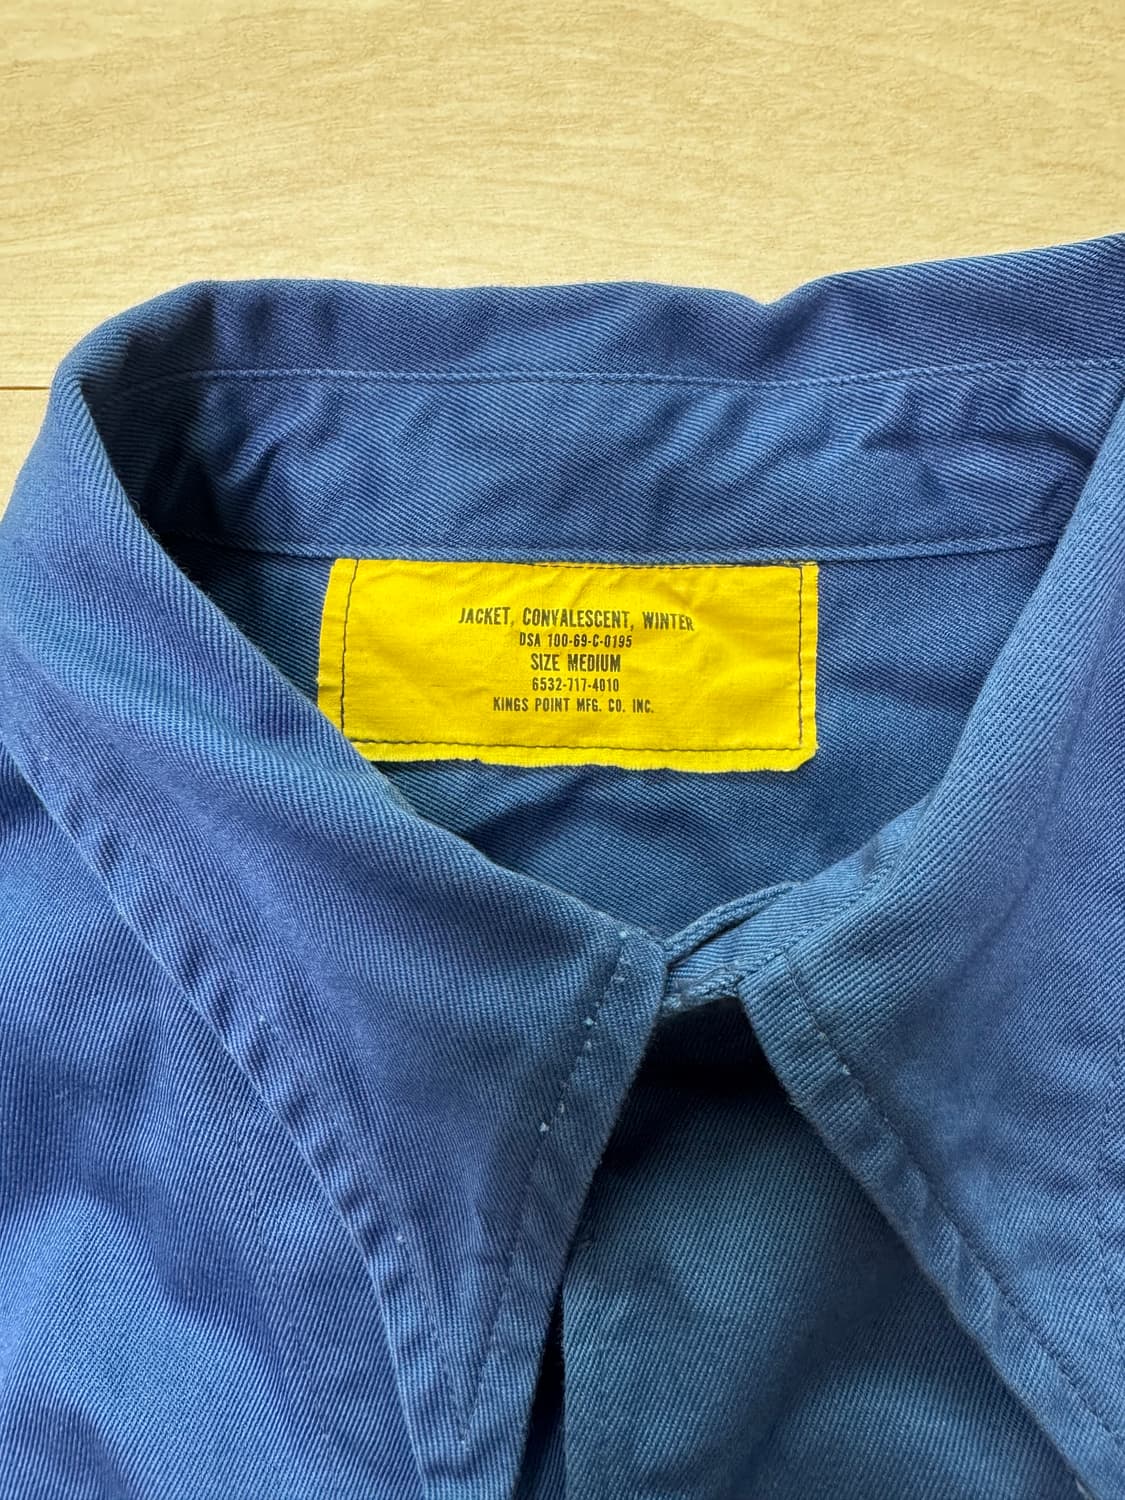 JACKET, CONVALESCENT, WINTER
DSA 100-69-C-0195
SIZE MEDIUM
6532-717-4010
KINGS POINT MFG. CO. INC.